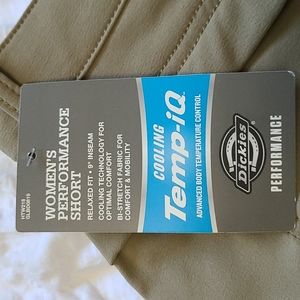 WOMEN'S
PERFORMANCE
SHORT
RELAXED FIT • 9" INSEAM
COOLING TECHNOLOGY FOR
OPTIMAL COMFORT
BI-STRETCH FABRIC FOR
COMFORT & MOBILITY
COOLING
Temp-iQ
ADVANCED BODY TEMPERATURE CONTROL
Dickies
PERFORMANCE